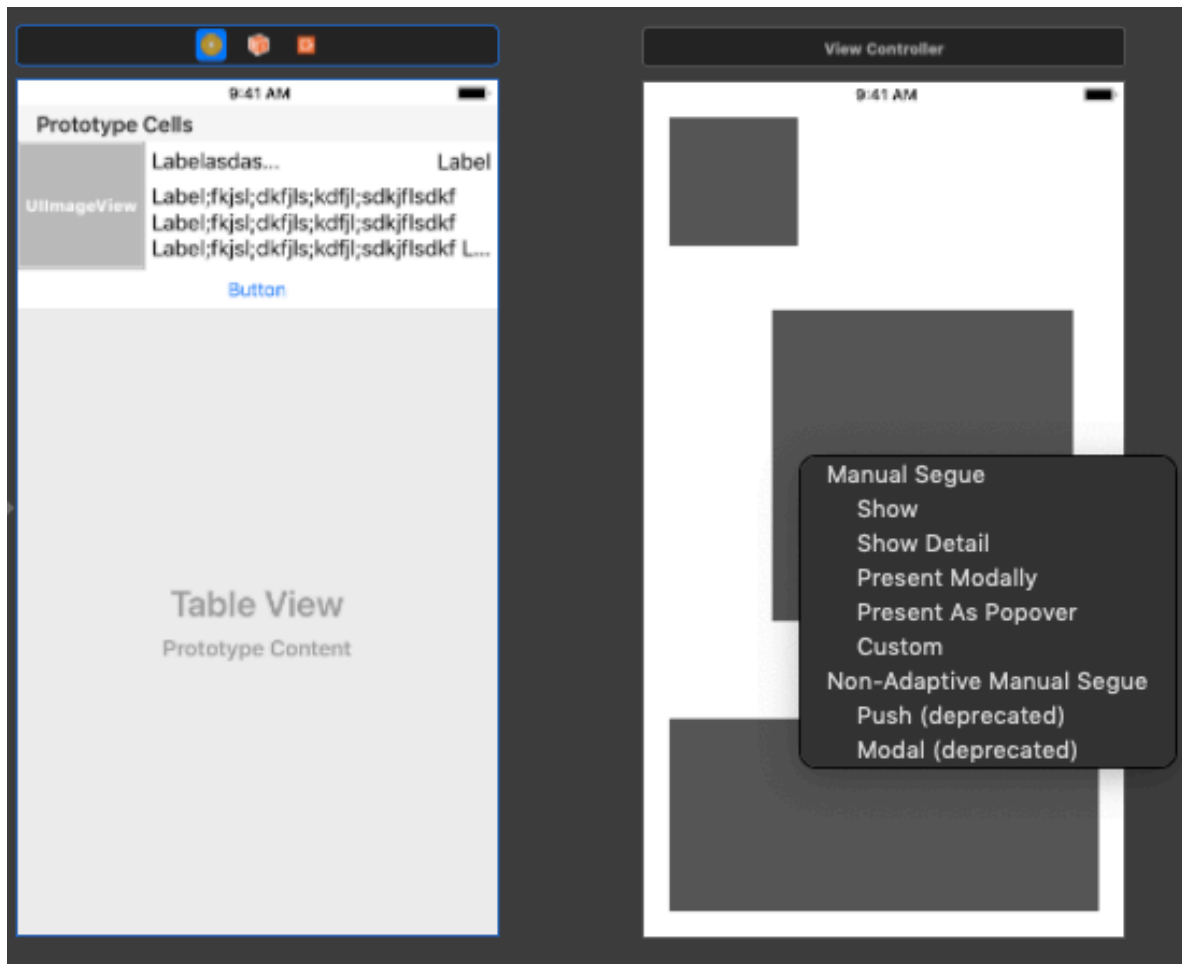 View Controller
9:41 AM
Prototype Cells
Labelasdas... Label
UIImageView
Label;fkjsl;dkfjls;kdfjl;sdkjflsdkf
Label;fkjsl;dkfjls;kdfjl;sdkjflsdkf
Label;fkjsl;dkfjls;kdfjl;sdkjflsdkf L...
Button
Table View
Prototype Content
9:41 AM
Manual Segue
Show
Show Detail
Present Modally
Present As Popover
Custom
Non-Adaptive Manual Segue
Push (deprecated)
Modal (deprecated)